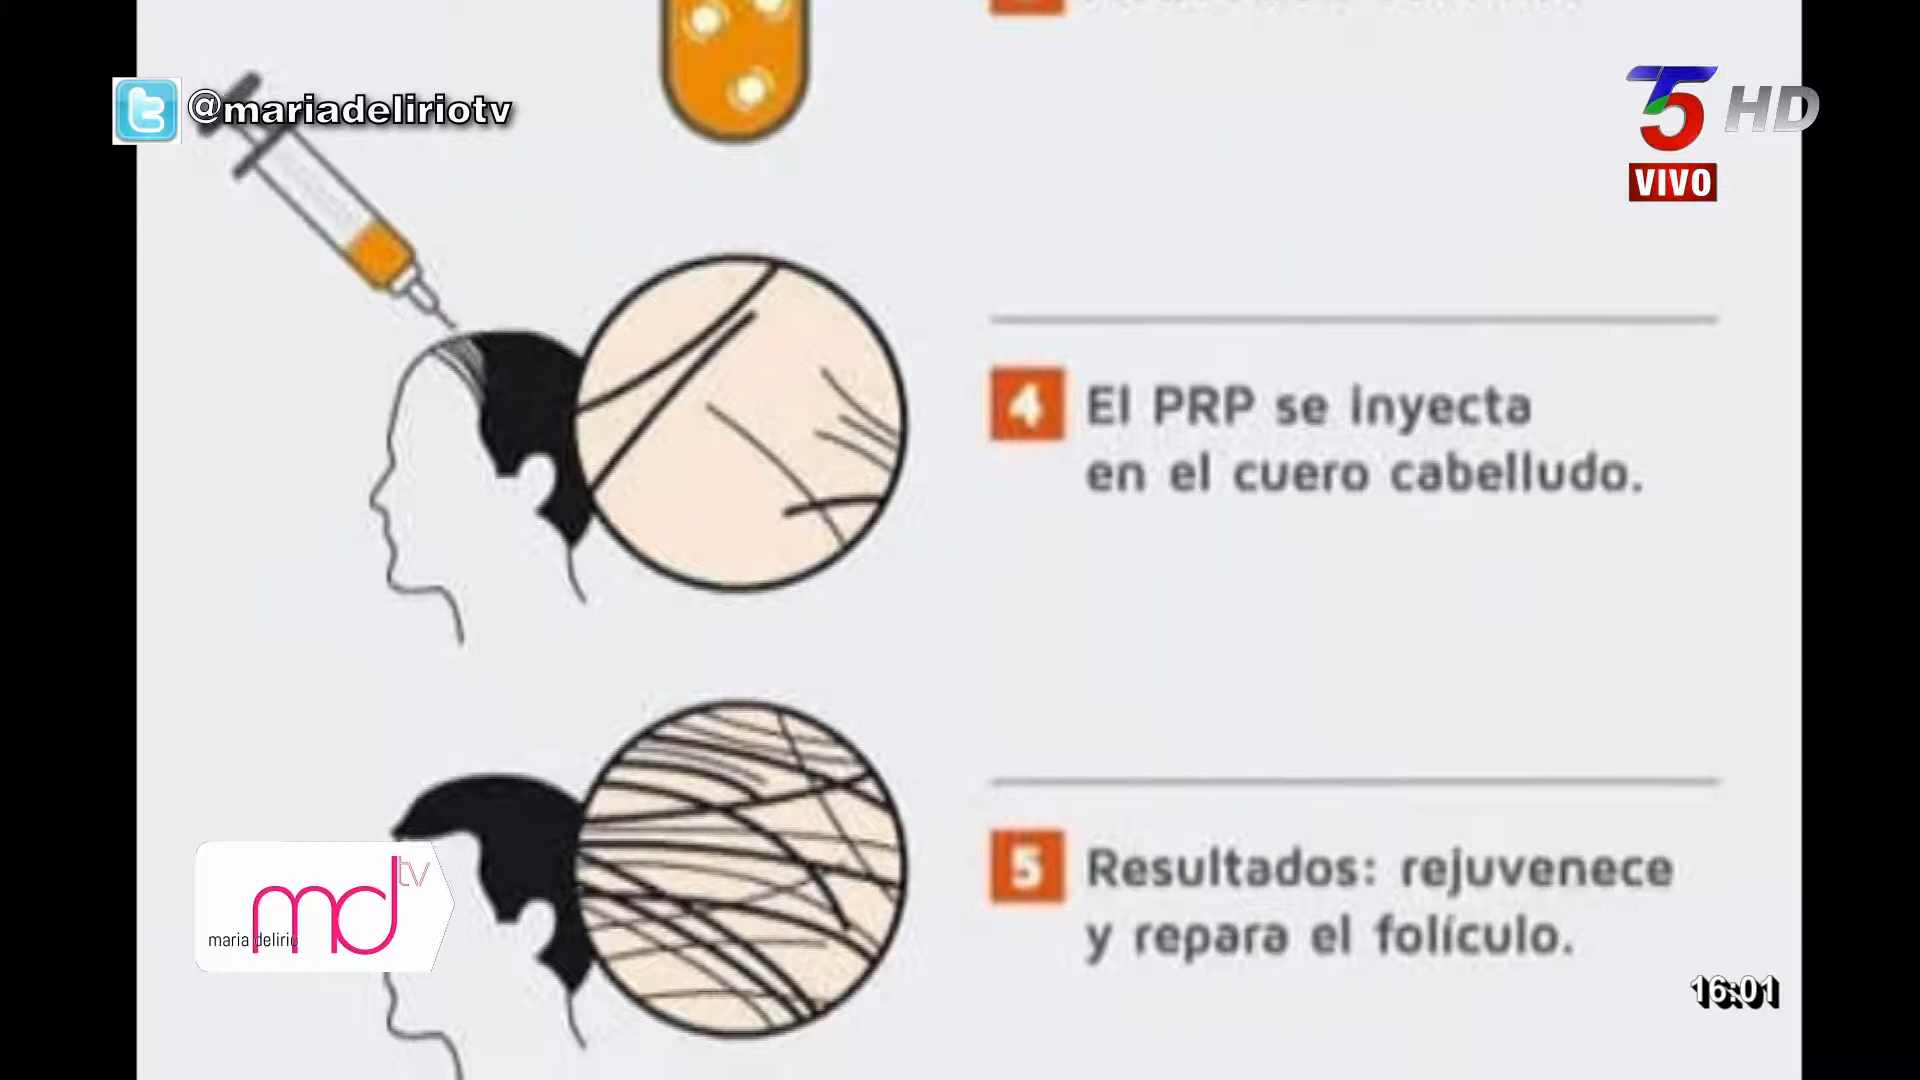 @mariadeliriotv
T5 HD
VIVO
4 El PRP se inyecta
en el cuero cabelludo.
5 Resultados: rejuvenece
y repara el folículo.
md tv
maria delirio
16:01